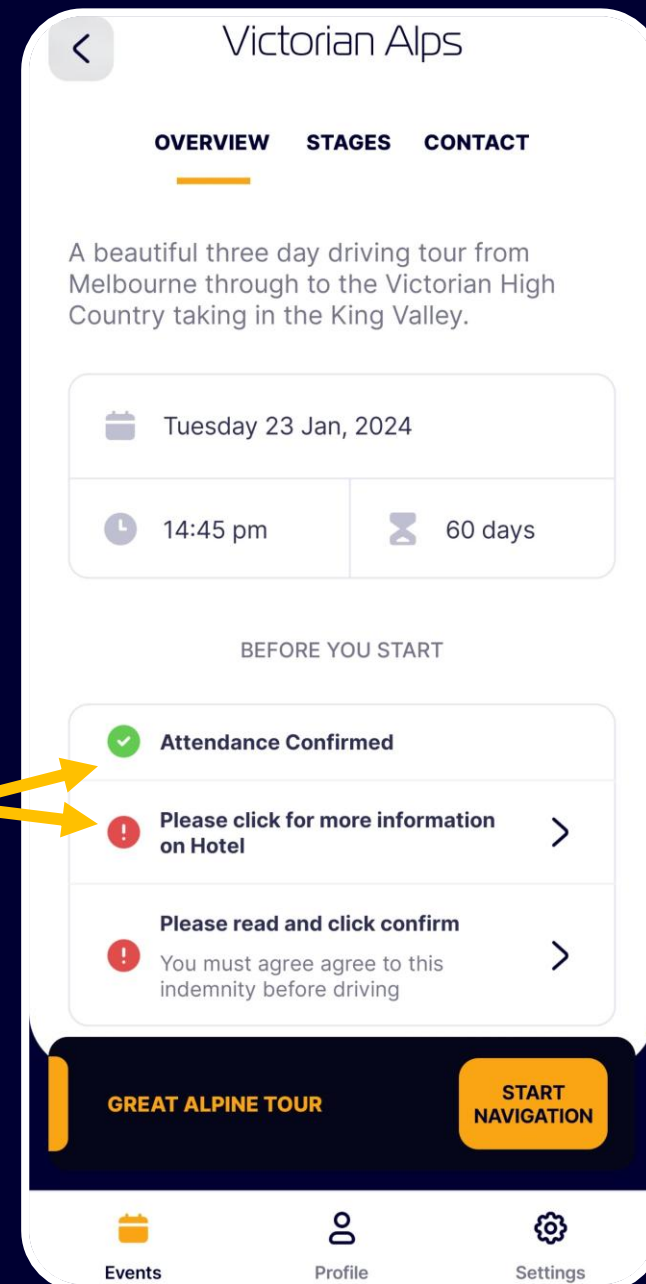 Victorian Alps
OVERVIEW STAGES CONTACT
A beautiful three day driving tour from
Melbourne through to the Victorian High
Country taking in the King Valley.
Tuesday 23 Jan, 2024
14:45 pm 60 days
BEFORE YOU START
Attendance Confirmed
Please click for more information
on Hotel
Please read and click confirm
You must agree agree to this
indemnity before driving
GREAT ALPINE TOUR
START
NAVIGATION
Events Profile Settings